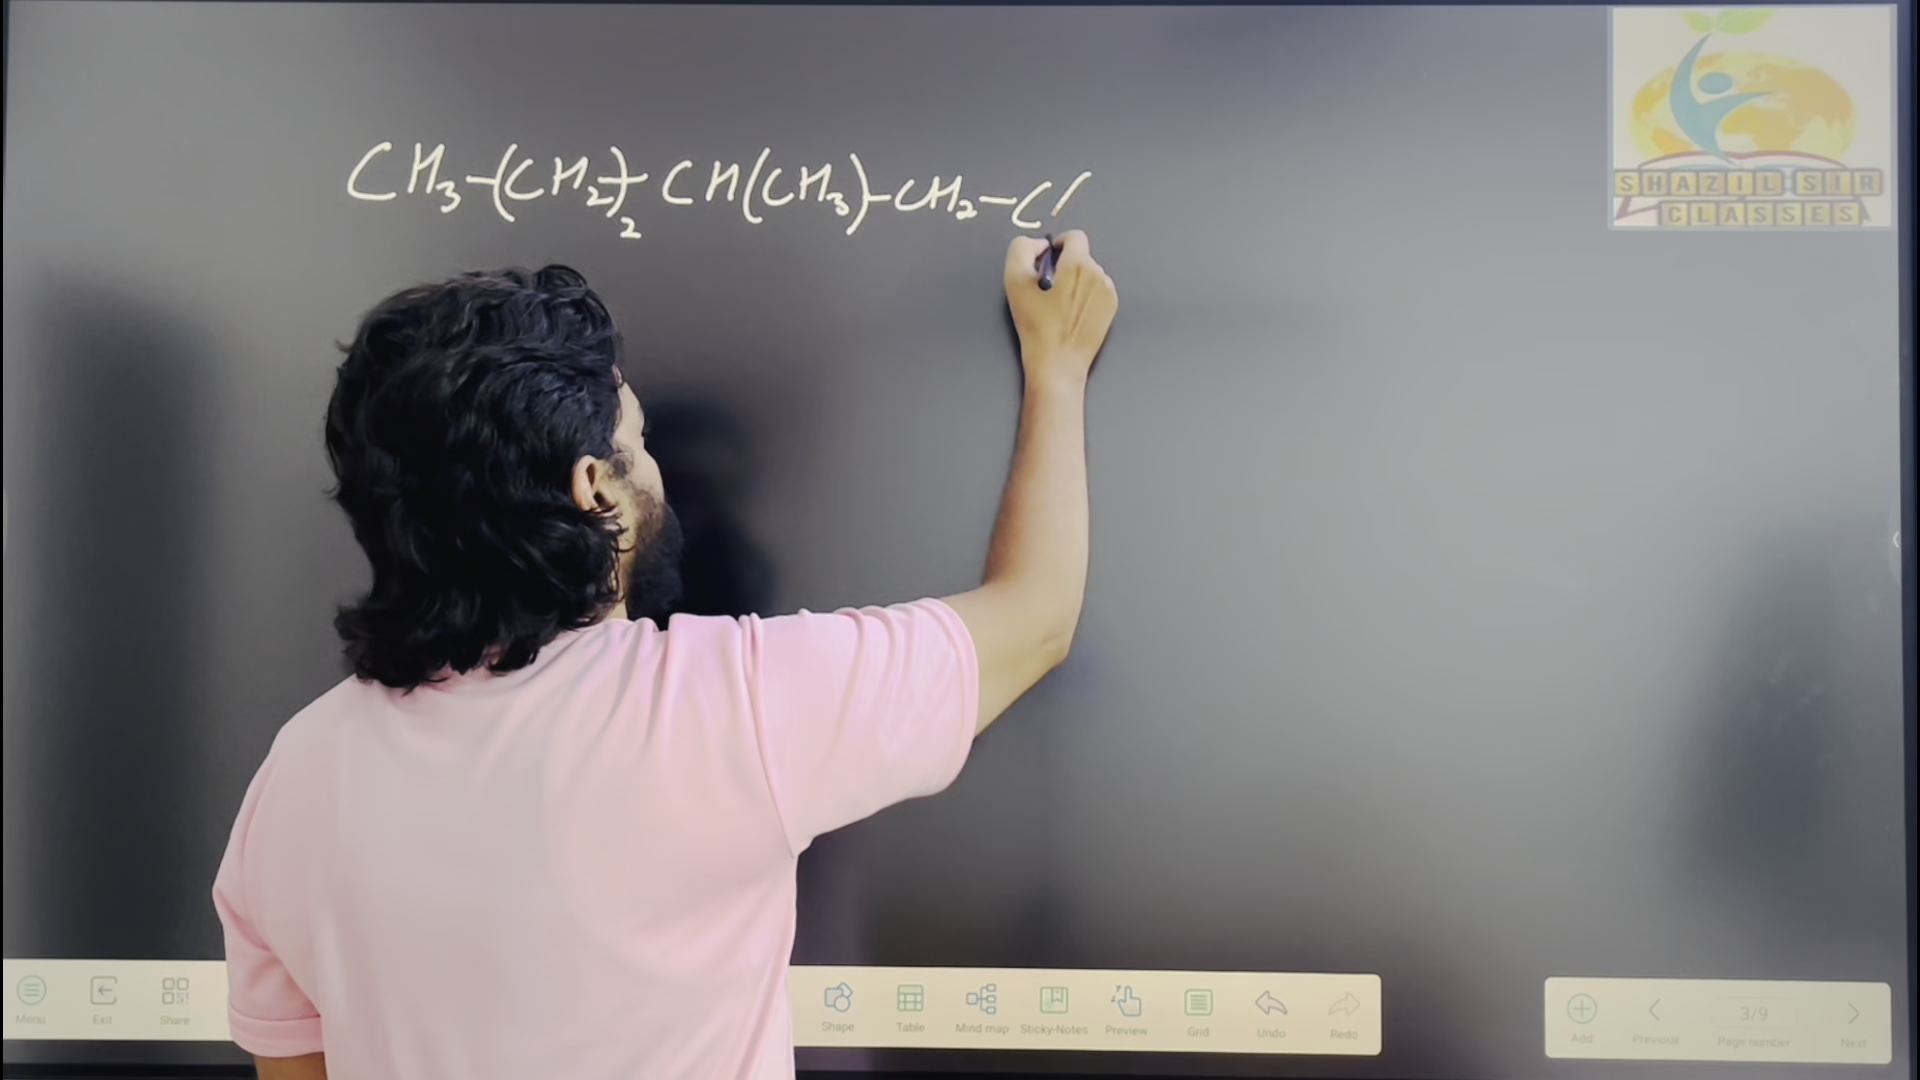 CH₃-(CH₂)₂-CH(CH₃)-CH₂-C
SHAZIL SIR
CLASSES
Menu
Exit
Share
Shape
Table
Mind map
Sticky-Notes
Preview
Grid
Undo
Redo
Add
Previous
3/9
Page number
Next